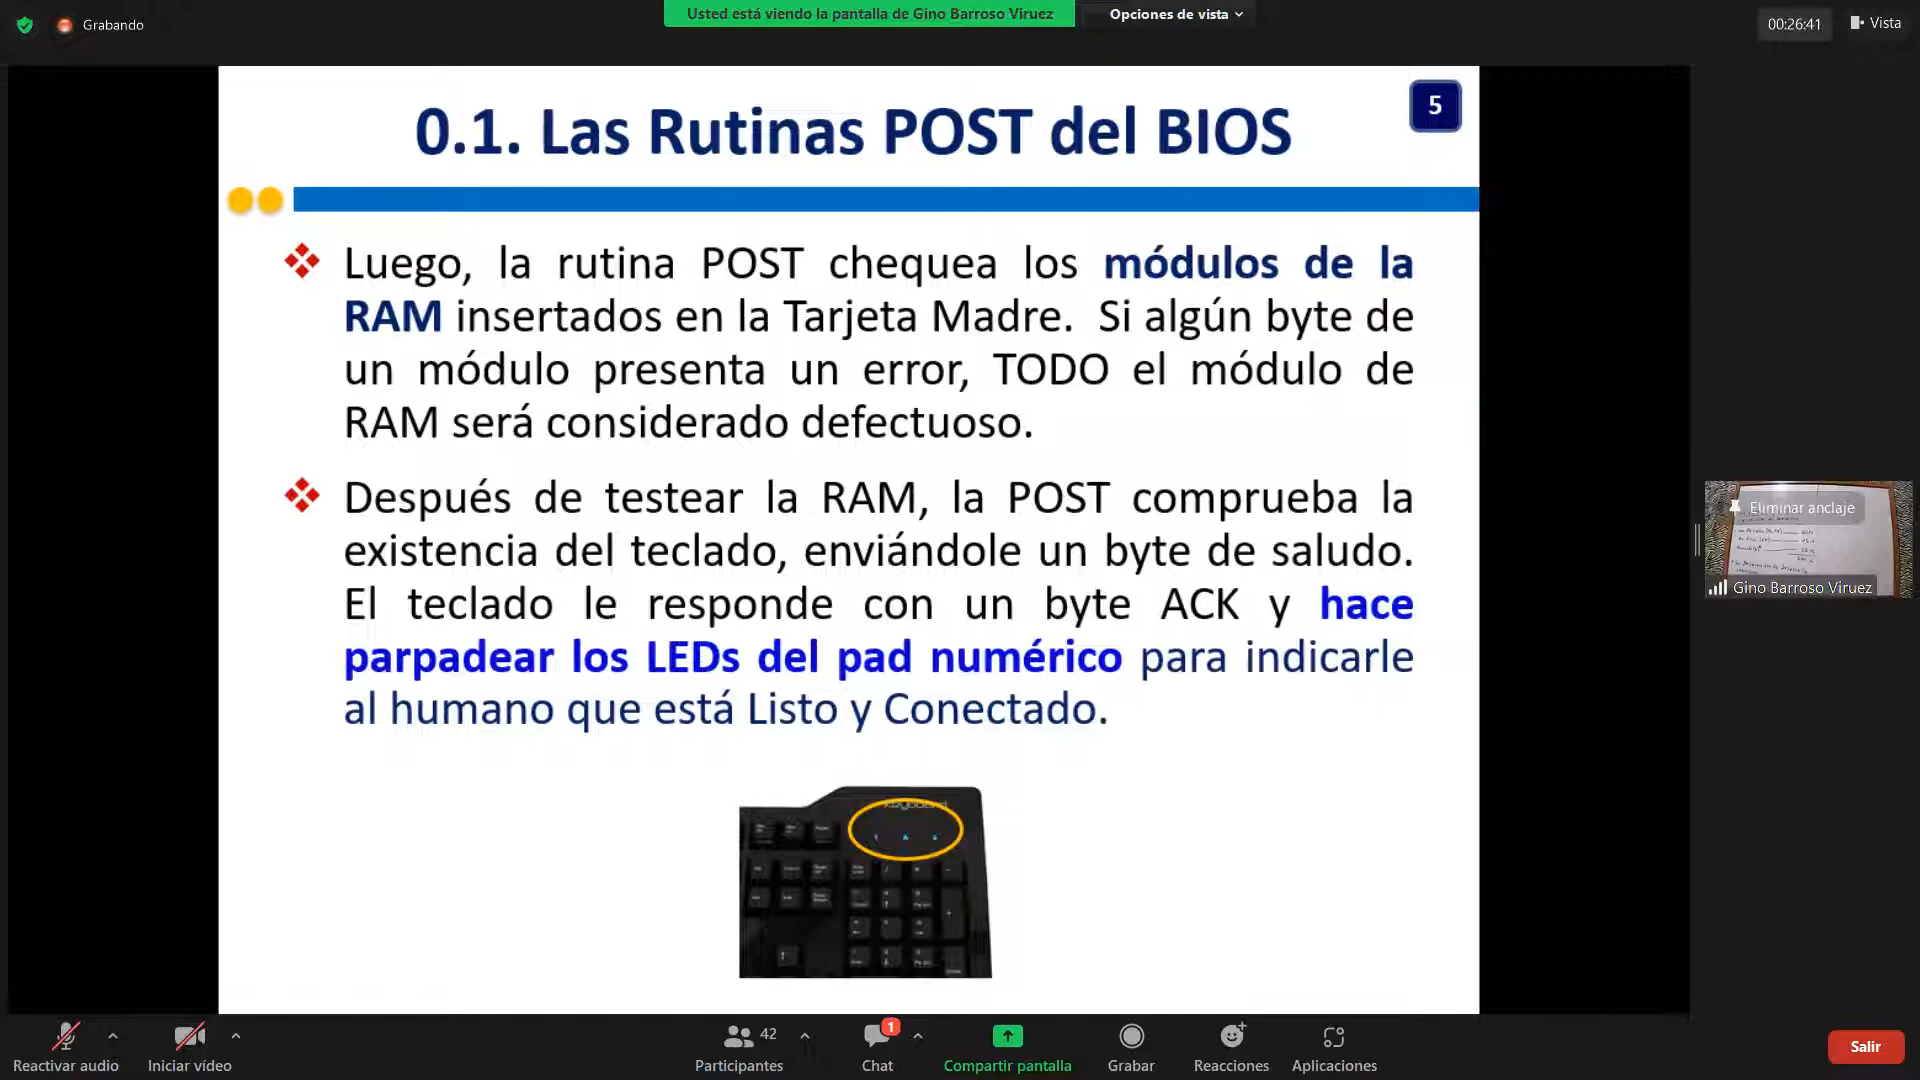 Grabando
Usted está viendo la pantalla de Gino Barroso Viruez
Opciones de vista
00:26:41
Vista
0.1. Las Rutinas POST del BIOS
5
Luego, la rutina POST chequea los módulos de la
RAM insertados en la Tarjeta Madre. Si algún byte de
un módulo presenta un error, TODO el módulo de
RAM será considerado defectuoso.
Después de testear la RAM, la POST comprueba la
existencia del teclado, enviándole un byte de saludo.
El teclado le responde con un byte ACK y hace
parpadear los LEDs del pad numérico para indicarle
al humano que está Listo y Conectado.
Eliminar anclaje
Gino Barroso Viruez
Reactivar audio
Iniciar vídeo
42
Participantes
1
Chat
Compartir pantalla
Grabar
Reacciones
Aplicaciones
Salir